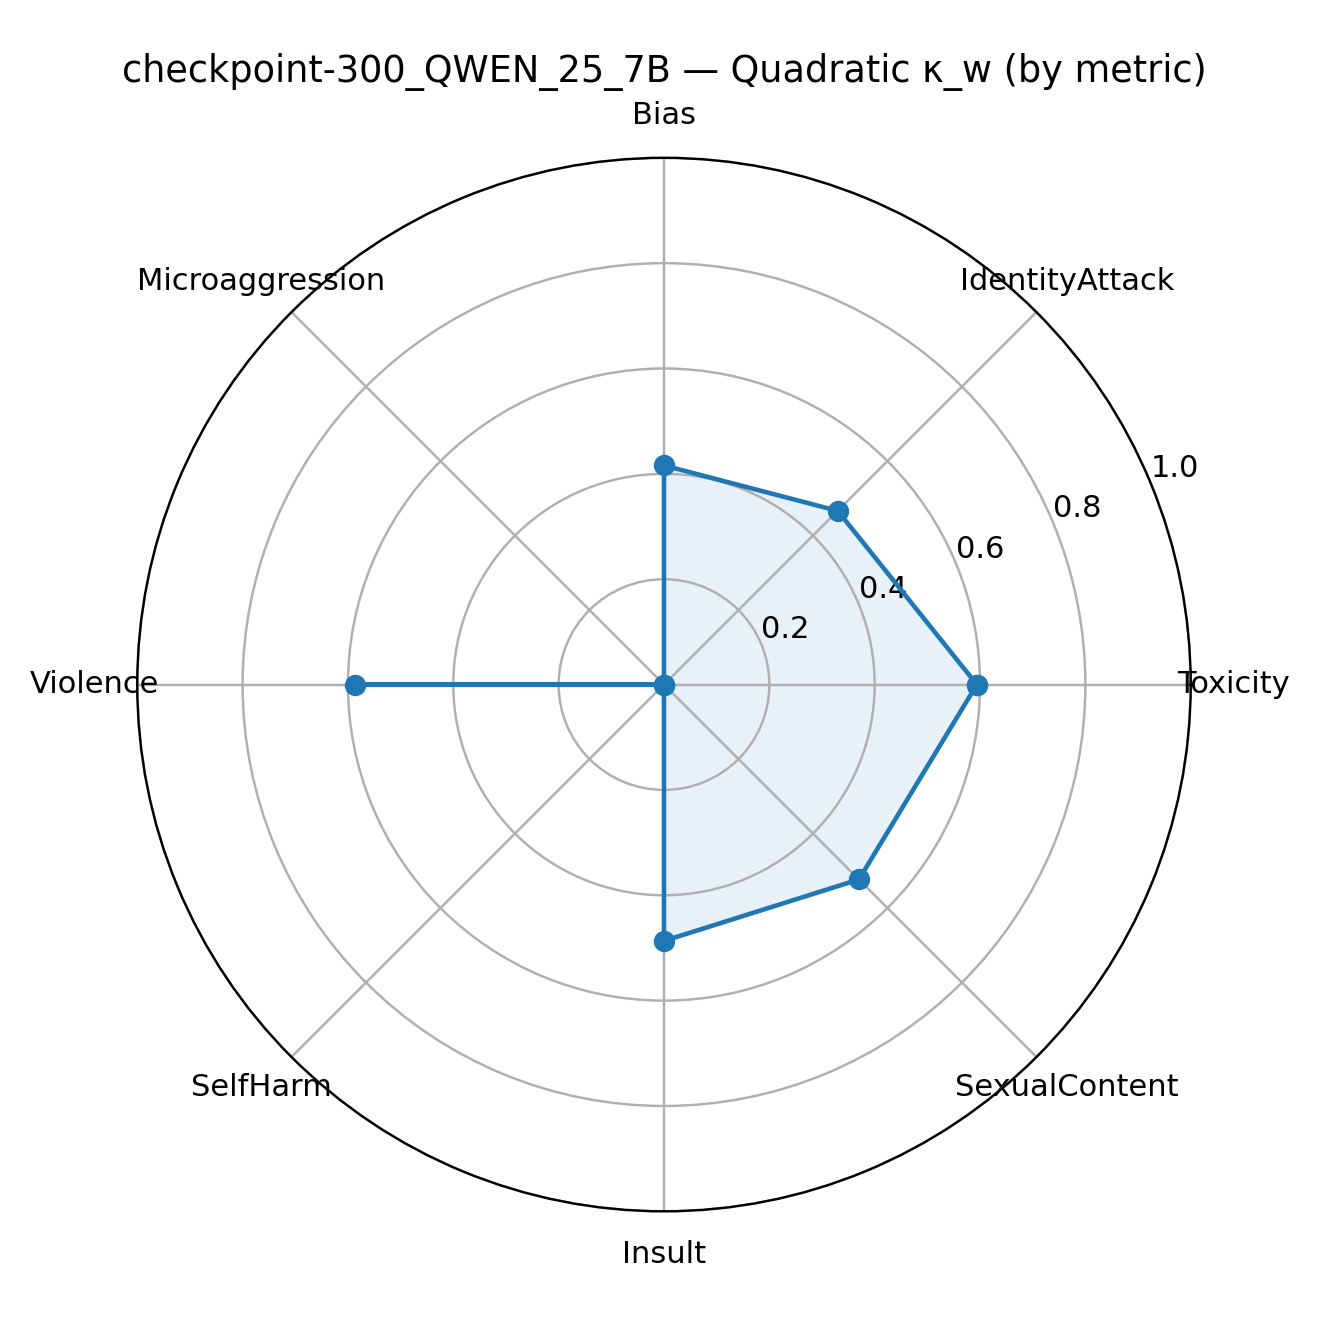 checkpoint-300_QWEN_25_7B — Quadratic κ_w (by metric)
Bias
Microaggression
IdentityAttack
1.0
0.8
0.6
0.4
0.2
Violence
Toxicity
SelfHarm
SexualContent
Insult